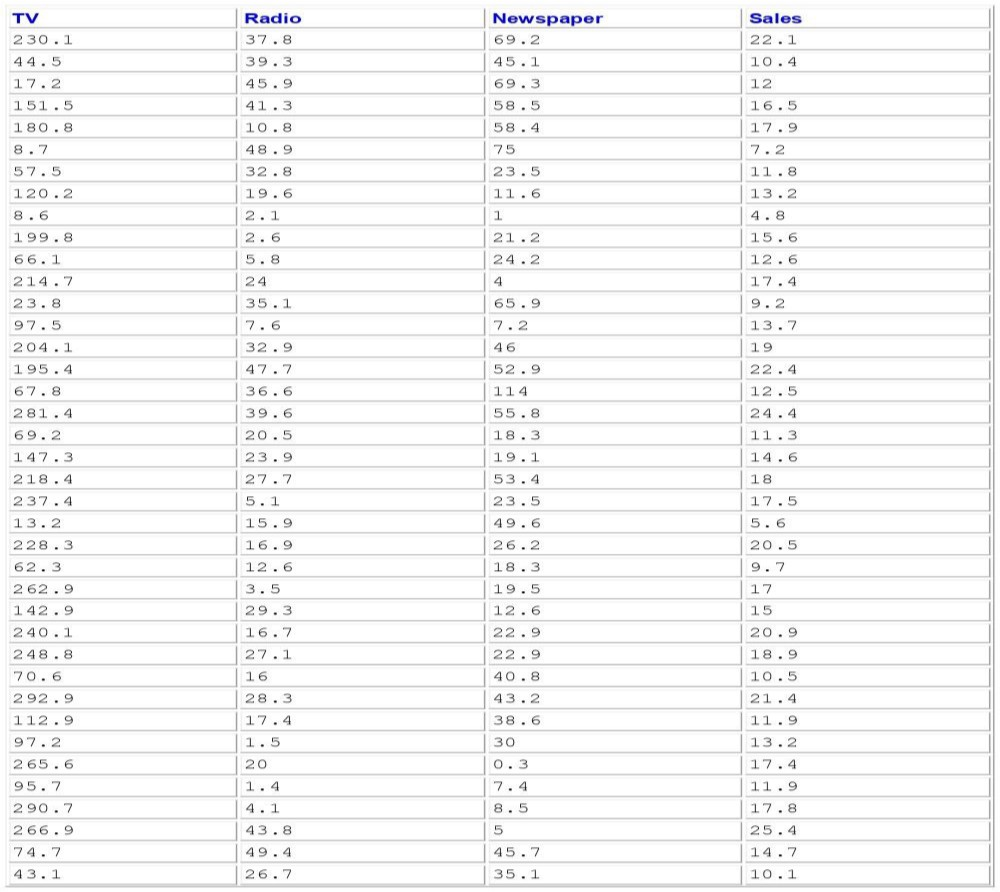 TV Radio Newspaper Sales
230.1 37.8 69.2 22.1
44.5 39.3 45.1 10.4
17.2 45.9 69.3 12
151.5 41.3 58.5 16.5
180.8 10.8 58.4 17.9
8.7 48.9 75 7.2
57.5 32.8 23.5 11.8
120.2 19.6 11.6 13.2
8.6 2.1 1 4.8
199.8 2.6 21.2 15.6
66.1 5.8 24.2 12.6
214.7 24 4 17.4
23.8 35.1 65.9 9.2
97.5 7.6 7.2 13.7
204.1 32.9 46 19
195.4 47.7 52.9 22.4
67.8 36.6 114 12.5
281.4 39.6 55.8 24.4
69.2 20.5 18.3 11.3
147.3 23.9 19.1 14.6
218.4 27.7 53.4 18
237.4 5.1 23.5 17.5
13.2 15.9 49.6 5.6
228.3 16.9 26.2 20.5
62.3 12.6 18.3 9.7
262.9 3.5 19.5 17
142.9 29.3 12.6 15
240.1 16.7 22.9 20.9
248.8 27.1 22.9 18.9
70.6 16 40.8 10.5
292.9 28.3 43.2 21.4
112.9 17.4 38.6 11.9
97.2 1.5 30 13.2
265.6 20 0.3 17.4
95.7 1.4 7.4 11.9
290.7 4.1 8.5 17.8
266.9 43.8 5 25.4
74.7 49.4 45.7 14.7
43.1 26.7 35.1 10.1